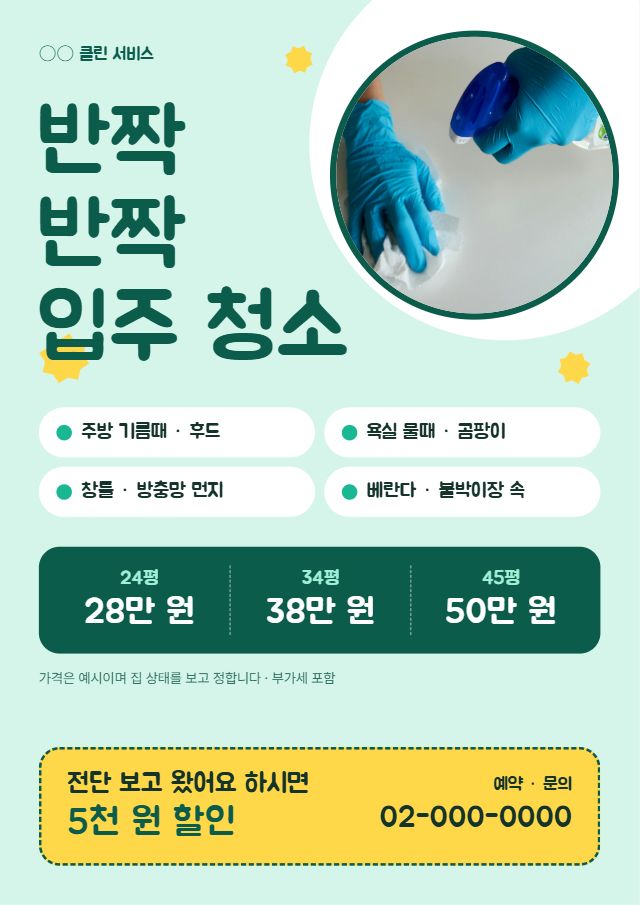 ○○ 클린 서비스
반짝
반짝
입주 청소
주방 기름때 · 후드
욕실 물때 · 곰팡이
창틀 · 방충망 먼지
베란다 · 붙박이장 속
24평
28만 원
34평
38만 원
45평
50만 원
가격은 예시이며 집 상태를 보고 정합니다 · 부가세 포함
전단 보고 왔어요 하시면
5천 원 할인
예약 · 문의
02-000-0000